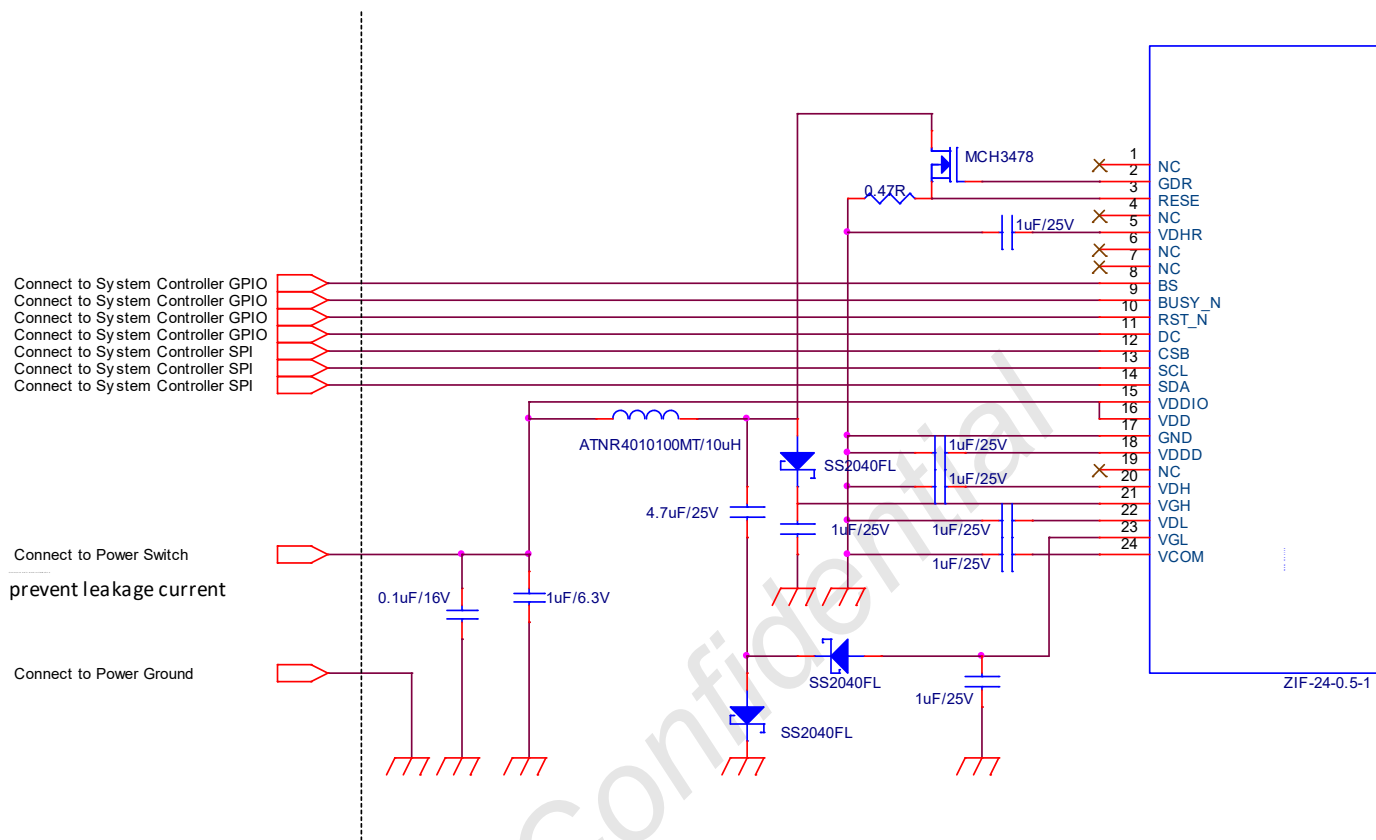 MCH3478
0.47R
1uF/25V
1
2
3
4
5
6
7
8
9
10
11
12
13
14
15
16
17
18
19
20
21
22
23
24
NC
GDR
RESE
NC
VDHR
NC
NC
BS
BUSY_N
RST_N
DC
CSB
SCL
SDA
VDDIO
VDD
GND
VDDD
NC
VDH
VGH
VDL
VGL
VCOM
Connect to System Controller GPIO
Connect to System Controller GPIO
Connect to System Controller GPIO
Connect to System Controller GPIO
Connect to System Controller SPI
Connect to System Controller SPI
Connect to System Controller SPI
ATNR4010100MT/10uH
SS2040FL
1uF/25V
1uF/25V
4.7uF/25V
1uF/25V
1uF/25V
1uF/25V
Connect to Power Switch
prevent leakage current
0.1uF/16V
1uF/6.3V
Connect to Power Ground
SS2040FL
1uF/25V
SS2040FL
ZIF-24-0.5-1
Confidential